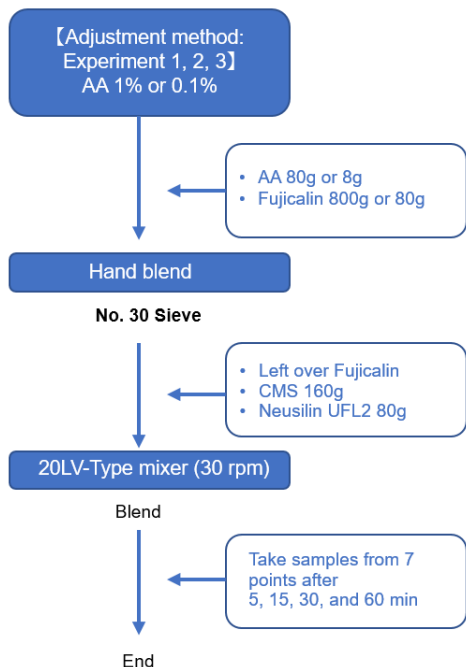 【Adjustment method:
Experiment 1, 2, 3】
AA 1% or 0.1%
• AA 80g or 8g
• Fujicalin 800g or 80g
Hand blend
No. 30 Sieve
• Left over Fujicalin
• CMS 160g
• Neusilin UFL2 80g
20LV-Type mixer (30 rpm)
Blend
Take samples from 7
points after
5, 15, 30, and 60 min
End